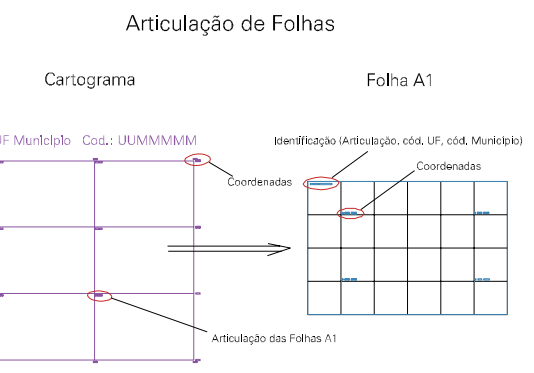 Articulação de Folhas
Cartograma
Folha A1
UF Município Cod.: UUMMMMM
Identificação (Articulação, cód, UF, cód, Município)
Coordenadas
Coordenadas
Articulação das Folhas A1